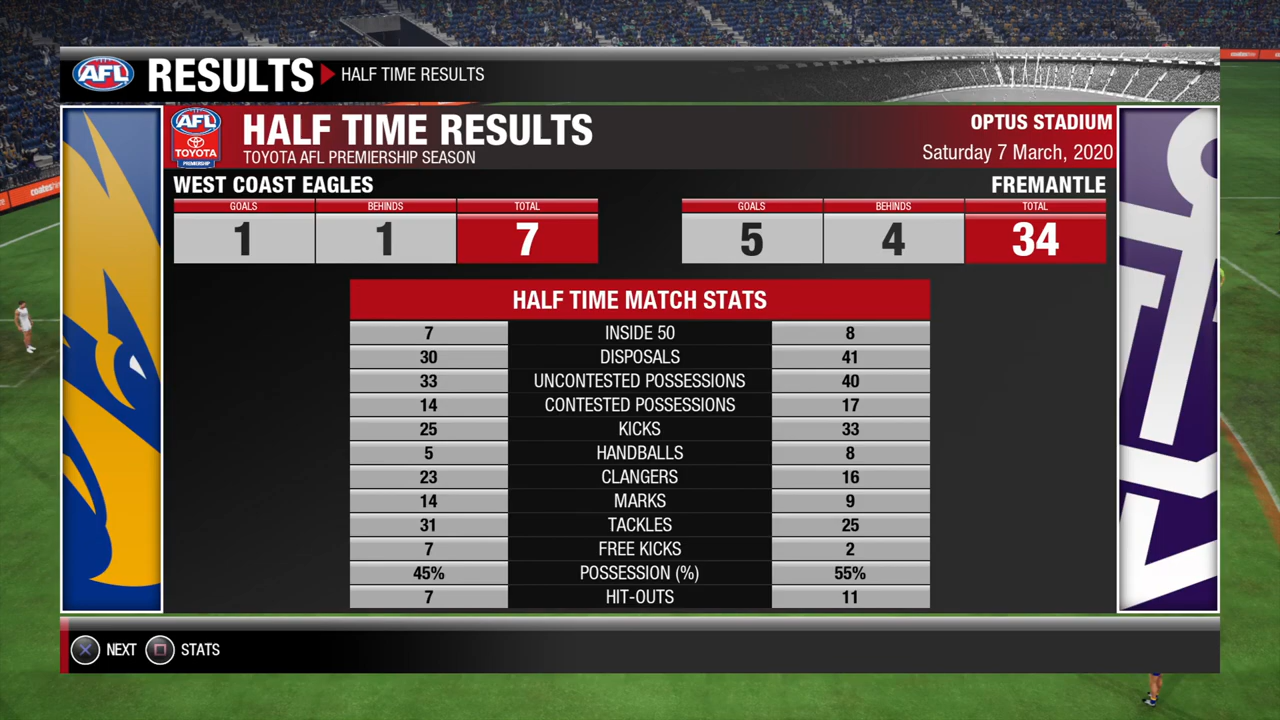 AFL RESULTS HALF TIME RESULTS
AFL
TOYOTA
PREMIERSHIP
HALF TIME RESULTS
TOYOTA AFL PREMIERSHIP SEASON
OPTUS STADIUM
Saturday 7 March, 2020
WEST COAST EAGLES
FREMANTLE
GOALS BEHINDS TOTAL GOALS BEHINDS TOTAL
1 1 7 5 4 34
HALF TIME MATCH STATS
7 INSIDE 50 8
30 DISPOSALS 41
33 UNCONTESTED POSSESSIONS 40
14 CONTESTED POSSESSIONS 17
25 KICKS 33
5 HANDBALLS 8
23 CLANGERS 16
14 MARKS 9
31 TACKLES 25
7 FREE KICKS 2
45% POSSESSION (%) 55%
7 HIT-OUTS 11
NEXT STATS